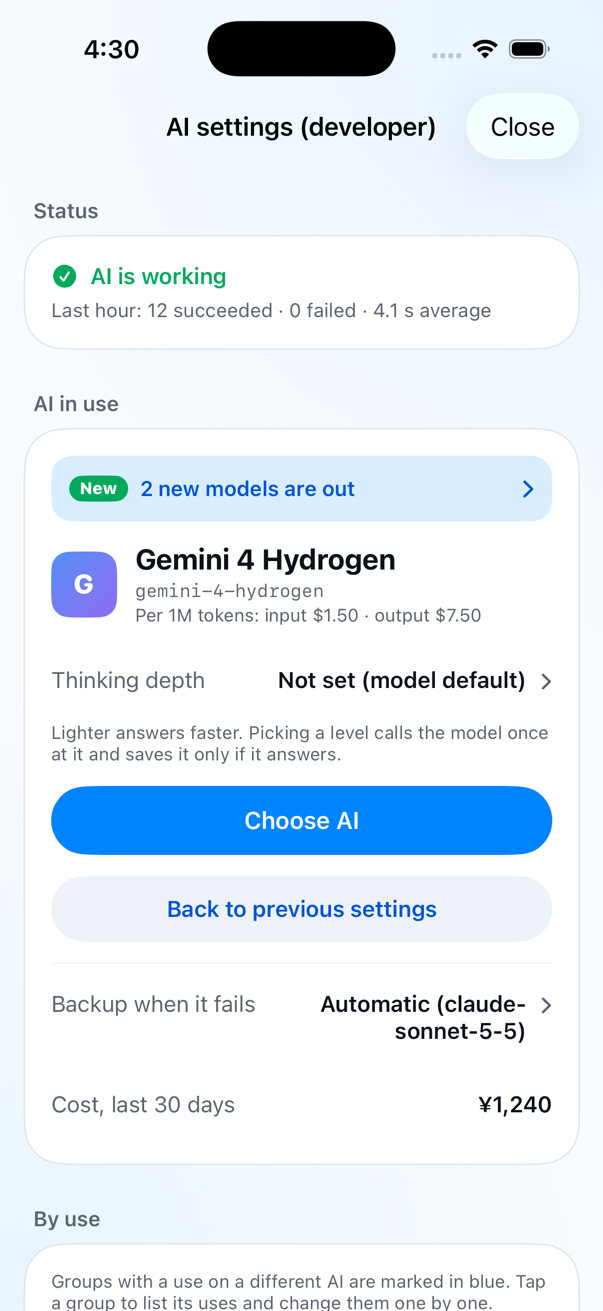 4:30
AI settings (developer)
Close
Status
AI is working
Last hour: 12 succeeded · 0 failed · 4.1 s average
AI in use
New
2 new models are out
G
Gemini 4 Hydrogen
gemini-4-hydrogen
Per 1M tokens: input $1.50 · output $7.50
Thinking depth
Not set (model default)
Lighter answers faster. Picking a level calls the model once
at it and saves it only if it answers.
Choose AI
Back to previous settings
Backup when it fails
Automatic (claude-
sonnet-5-5)
Cost, last 30 days
¥1,240
By use
Groups with a use on a different AI are marked in blue. Tap
a group to list its uses and change them one by one.